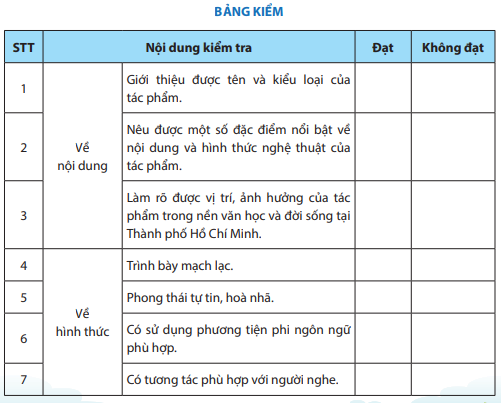 BẢNG KIỂM
STT Nội dung kiểm tra Đạt Không đạt
1 Giới thiệu được tên và kiểu loại của
tác phẩm.
Về
nội dung
2 Nêu được một số đặc điểm nổi bật về
nội dung và hình thức nghệ thuật của
tác phẩm.
3 Làm rõ được vị trí, ảnh hưởng của tác
phẩm trong nền văn học và đời sống tại
Thành phố Hồ Chí Minh.
Về
hình thức
4 Trình bày mạch lạc.
5 Phong thái tự tin, hoà nhã.
6 Có sử dụng phương tiện phi ngôn ngữ
phù hợp.
7 Có tương tác phù hợp với người nghe.